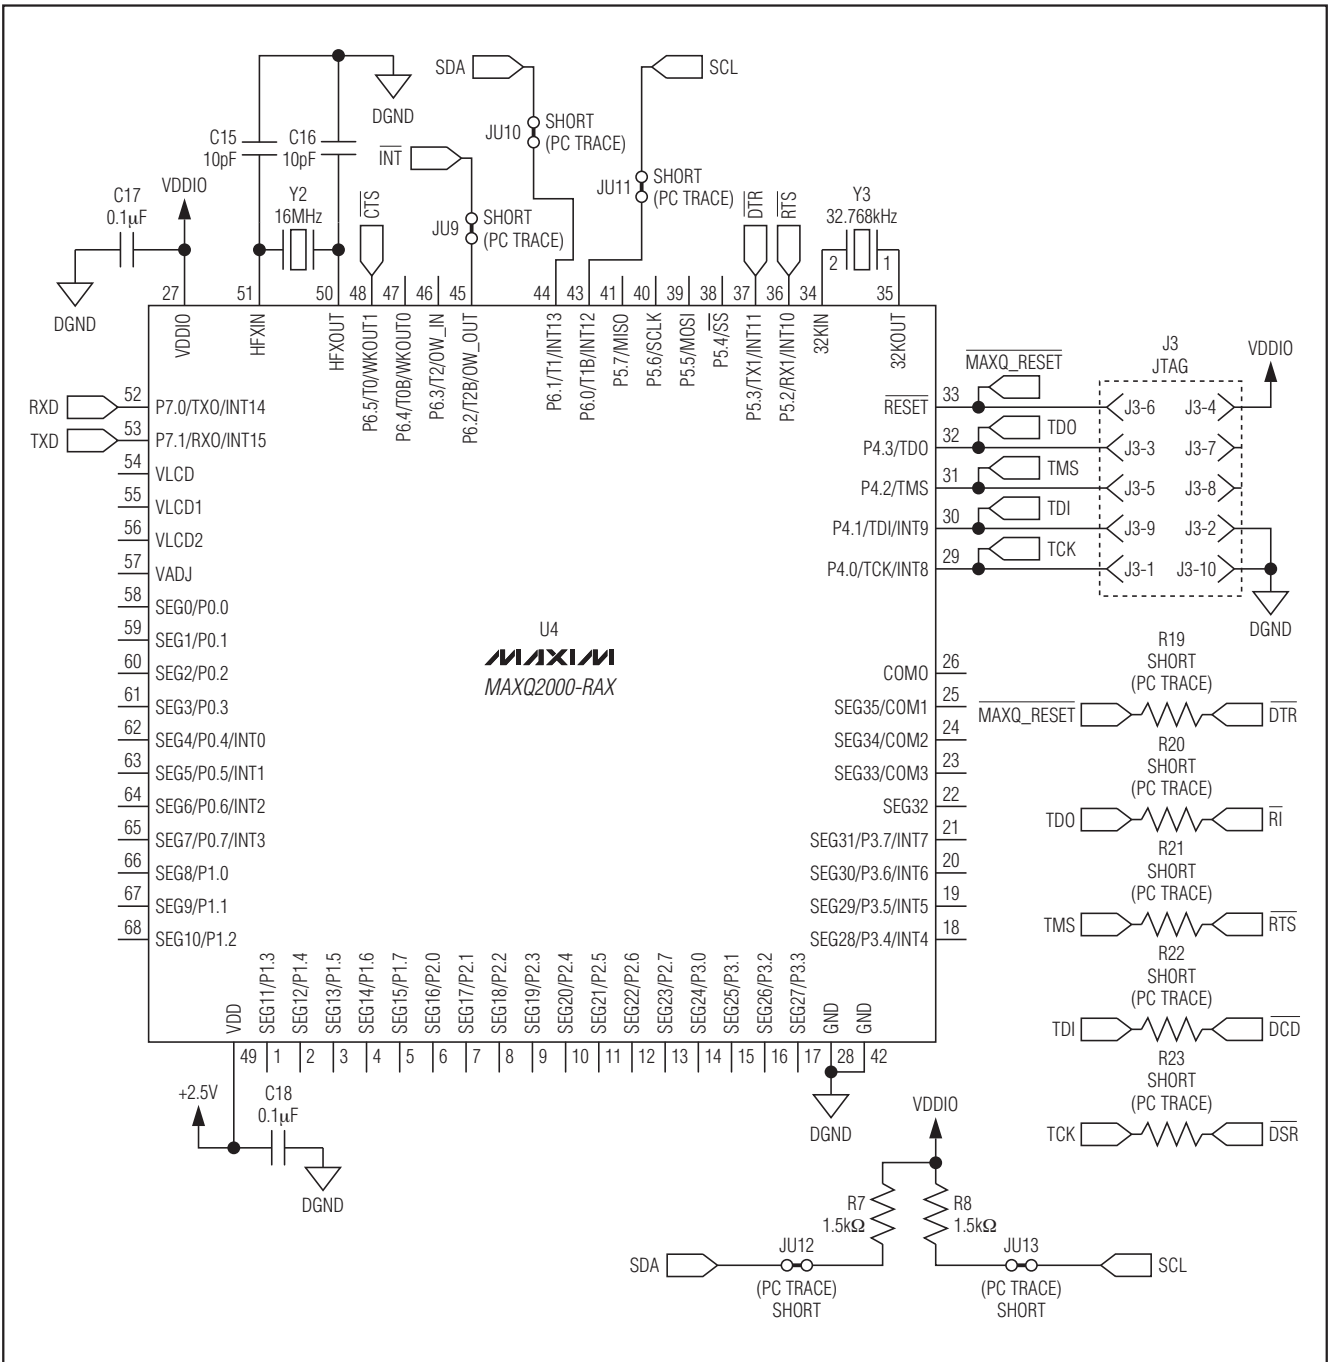 SDA
SCL
DGND
C15
10pF
C16
10pF
JU10
SHORT
(PC TRACE)
INT
JU11
SHORT
(PC TRACE)
C17
0.1µF
VDDIO
Y2
16MHz
CTS
JU9
SHORT
(PC TRACE)
DTR
RTS
Y3
32.768kHz
2
1
DGND
27
51
50
48
47
46
45
44
43
41
40
39
38
37
36
34
35
VDDIO
HFXIN
HFXOUT
P6.5/T0/WKOUT1
P6.4/T0B/WKOUT0
P6.3/T2/OW_IN
P6.2/T2B/OW_OUT
P6.1/T1/INT13
P6.0/T1B/INT12
P5.7/MISO
P5.6/SCLK
P5.5/MOSI
P5.4/SS
P5.3/TX1/INT11
P5.2/RX1/INT10
32KIN
32KOUT
RXD
52
P7.0/TXO/INT14
TXD
53
P7.1/RXO/INT15
54
VLCD
55
VLCD1
56
VLCD2
57
VADJ
58
SEG0/P0.0
59
SEG1/P0.1
60
SEG2/P0.2
61
SEG3/P0.3
62
SEG4/P0.4/INT0
63
SEG5/P0.5/INT1
64
SEG6/P0.6/INT2
65
SEG7/P0.7/INT3
66
SEG8/P1.0
67
SEG9/P1.1
68
SEG10/P1.2
U4
MAXIM
MAXQ2000-RAX
MAXQ_RESET
J3
JTAG
VDDIO
RESET
33
J3-6
J3-4
TDO
P4.3/TDO
32
J3-3
J3-7
TMS
P4.2/TMS
31
J3-5
J3-8
TDI
P4.1/TDI/INT9
30
J3-9
J3-2
TCK
P4.0/TCK/INT8
29
J3-1
J3-10
DGND
COM0
26
SEG35/COM1
25
SEG34/COM2
24
SEG33/COM3
23
SEG32
22
SEG31/P3.7/INT7
21
SEG30/P3.6/INT6
20
SEG29/P3.5/INT5
19
SEG28/P3.4/INT4
18
R19
SHORT
(PC TRACE)
MAXQ_RESET
DTR
R20
SHORT
(PC TRACE)
TDO
RI
R21
SHORT
(PC TRACE)
TMS
RTS
R22
SHORT
(PC TRACE)
TDI
DCD
R23
SHORT
(PC TRACE)
TCK
DSR
VDD
SEG11/P1.3
SEG12/P1.4
SEG13/P1.5
SEG14/P1.6
SEG15/P1.7
SEG16/P2.0
SEG17/P2.1
SEG18/P2.2
SEG19/P2.3
SEG20/P2.4
SEG21/P2.5
SEG22/P2.6
SEG23/P2.7
SEG24/P3.0
SEG25/P3.1
SEG26/P3.2
SEG27/P3.3
GND
GND
49
1
2
3
4
5
6
7
8
9
10
11
12
13
14
15
16
17
28
42
+2.5V
C18
0.1µF
DGND
DGND
VDDIO
R7
1.5kΩ
R8
1.5kΩ
SDA
JU12
(PC TRACE)
SHORT
JU13
(PC TRACE)
SHORT
SCL